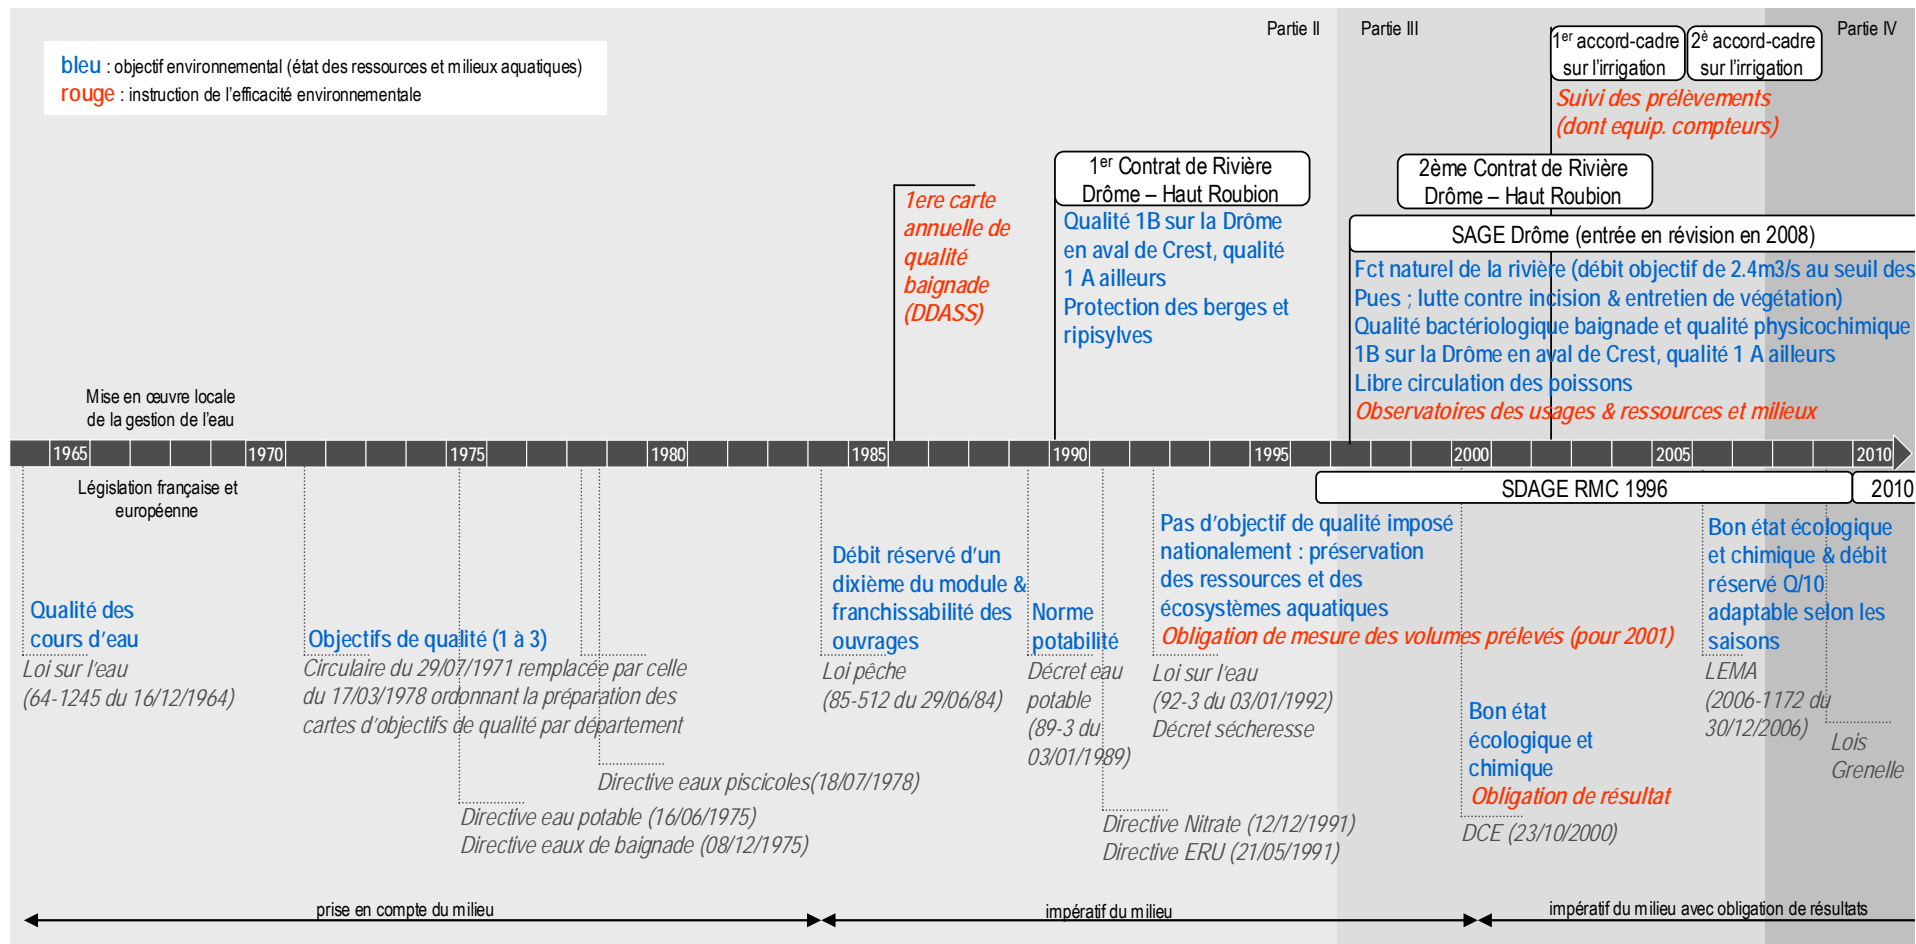 Partie II
Partie III
Partie IV
bleu : objectif environnemental (état des ressources et milieux aquatiques)
rouge : instruction de l'efficacité environnementale
1er accord-cadre
sur l'irrigation
2è accord-cadre
sur l'irrigation
Suivi des prélèvements
(dont equip. compteurs)
1er Contrat de Rivière
Drôme – Haut Roubion
2ème Contrat de Rivière
Drôme – Haut Roubion
1ere carte
annuelle de
qualité
baignade
(DDASS)
Qualité 1B sur la Drôme
en aval de Crest, qualité
1 A ailleurs
Protection des berges et
ripisylves
SAGE Drôme (entrée en révision en 2008)
Fct naturel de la rivière (débit objectif de 2.4m3/s au seuil des
Pues ; lutte contre incision & entretien de végétation)
Qualité bactériologique baignade et qualité physicochimique
1B sur la Drôme en aval de Crest, qualité 1 A ailleurs
Libre circulation des poissons
Observatoires des usages & ressources et milieux
Mise en œuvre locale
de la gestion de l'eau
1965
1970
1975
1980
1985
1990
1995
2000
2005
2010
Législation française et
européenne
SDAGE RMC 1996
2010
Qualité des
cours d'eau
Loi sur l'eau
(64-1245 du 16/12/1964)
Objectifs de qualité (1 à 3)
Circulaire du 29/07/1971 remplacée par celle
du 17/03/1978 ordonnant la préparation des
cartes d'objectifs de qualité par département
Directive eaux piscicoles(18/07/1978)
Directive eau potable (16/06/1975)
Directive eaux de baignade (08/12/1975)
Débit réservé d'un
dixième du module &
franchissabilité des
ouvrages
Loi pêche
(85-512 du 29/06/84)
Norme
potabilité
Décret eau
potable
(89-3 du
03/01/1989)
Directive Nitrate (12/12/1991)
Directive ERU (21/05/1991)
Pas d'objectif de qualité imposé
nationalement : préservation
des ressources et des
écosystèmes aquatiques
Obligation de mesure des volumes prélevés (pour 2001)
Loi sur l'eau
(92-3 du 03/01/1992)
Décret sécheresse
Bon état
écologique et
chimique
Obligation de résultat
DCE (23/10/2000)
Bon état écologique
et chimique & débit
réservé Q/10
adaptable selon les
saisons
LEMA
(2006-1172 du
30/12/2006)
Lois
Grenelle
prise en compte du milieu
impératif du milieu
impératif du milieu avec obligation de résultats